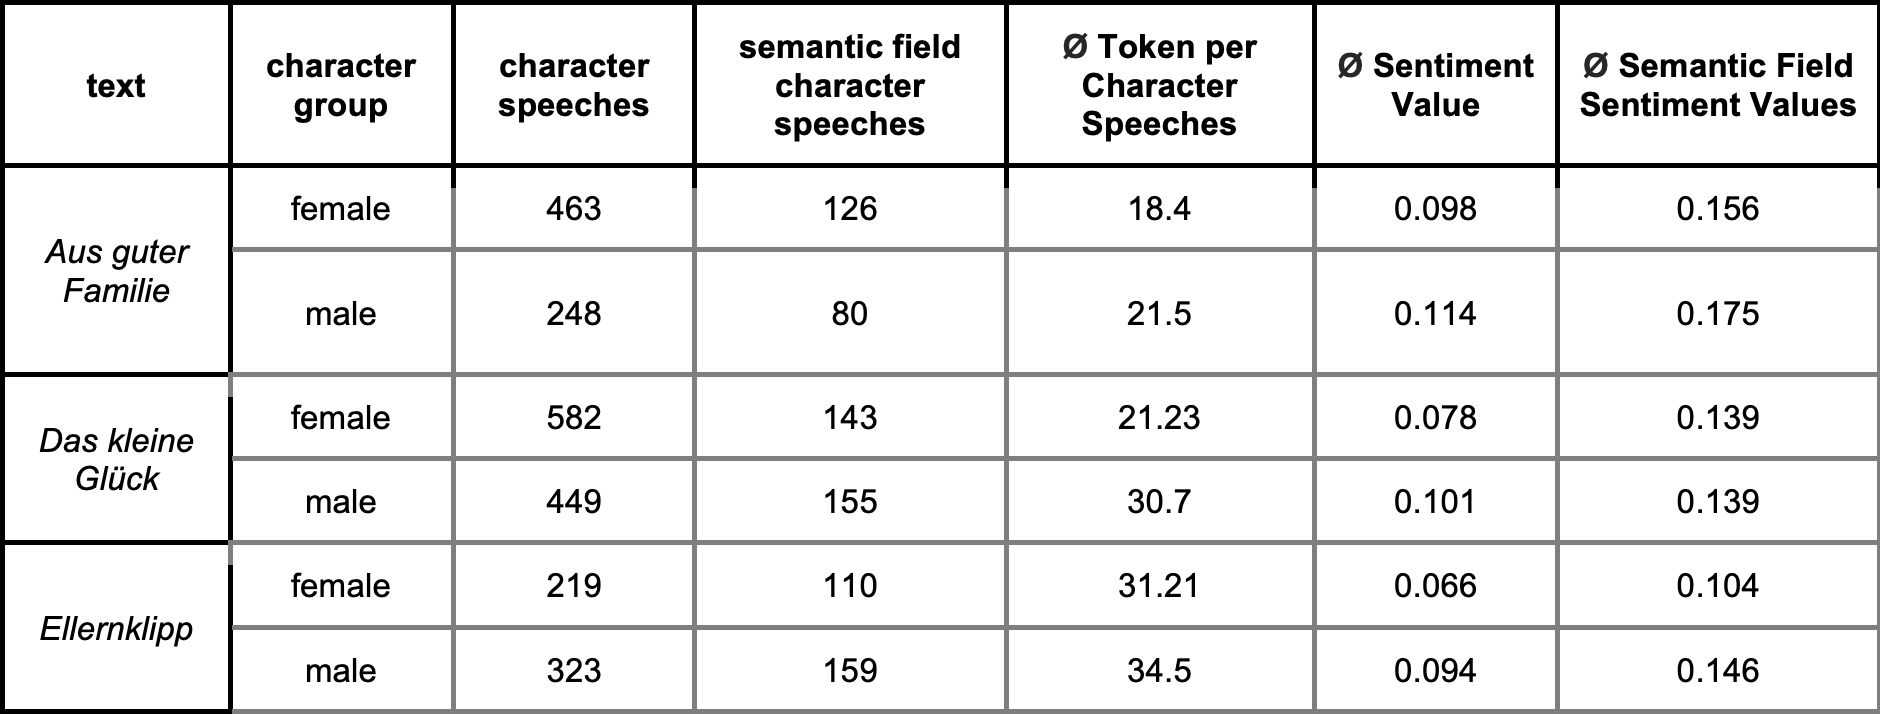 text
character group
character speeches
semantic field character speeches
Ø Token per Character Speeches
Ø Sentiment Value
Ø Semantic Field Sentiment Values
Aus guter Familie
female 463 126 18.4 0.098 0.156
male 248 80 21.5 0.114 0.175
Das kleine Glück
female 582 143 21.23 0.078 0.139
male 449 155 30.7 0.101 0.139
Ellernklipp
female 219 110 31.21 0.066 0.104
male 323 159 34.5 0.094 0.146